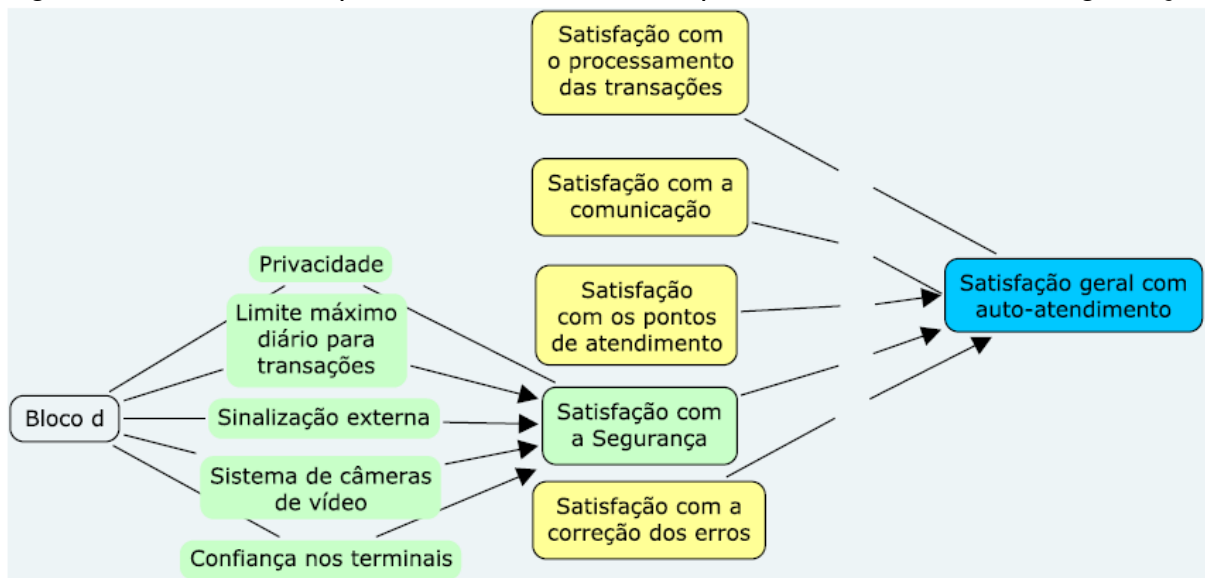 Satisfação com
o processamento
das transações
Satisfação com a
comunicação
Privacidade
Limite máximo
diário para
transações
Satisfação
com os pontos
de atendimento
Satisfação geral com
auto-atendimento
Bloco d
Sinalização externa
Satisfação com
a Segurança
Sistema de câmeras
de vídeo
Satisfação com a
correção dos erros
Confiança nos terminais